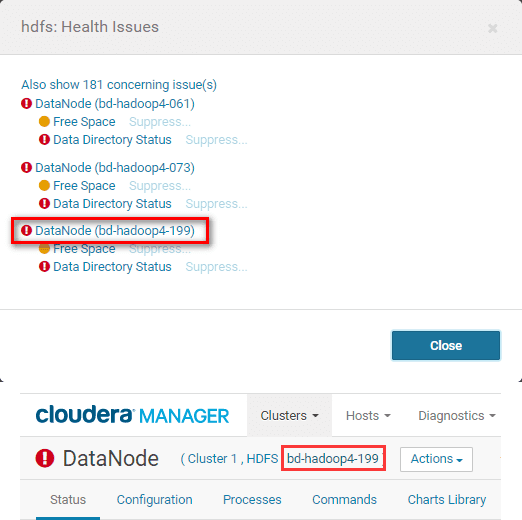 hdfs: Health Issues
Also show 181 concerning issue(s)
DataNode (bd-hadoop4-061)
Free Space Suppress...
Data Directory Status Suppress...
DataNode (bd-hadoop4-073)
Free Space Suppress...
Data Directory Status Suppress...
DataNode (bd-hadoop4-199)
Free Space Suppress...
Data Directory Status Suppress...
Close
cloudera MANAGER Clusters Hosts Diagnostics
DataNode ( Cluster 1 , HDFS bd-hadoop4-199 ) Actions
Status Configuration Processes Commands Charts Library